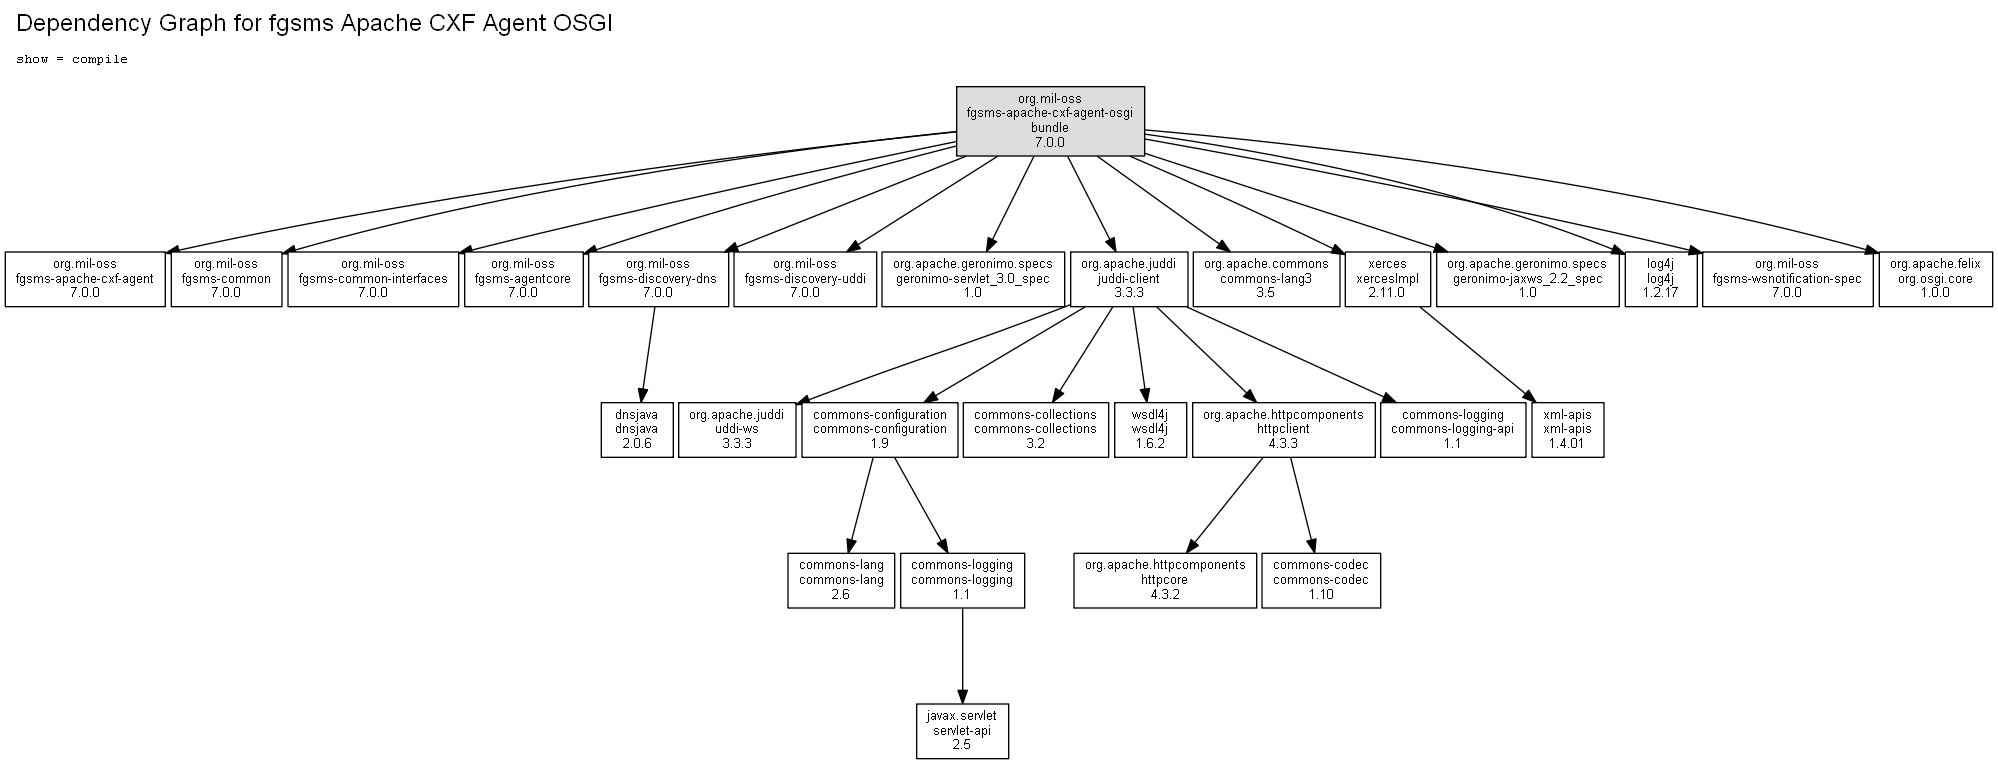 Dependency Graph for fgsms Apache CXF Agent OSGI
show = compile
org.mil-oss
fgsms-apache-cxf-agent-osgi
bundle
7.0.0
org.mil-oss
fgsms-apache-cxf-agent
7.0.0
org.mil-oss
fgsms-common
7.0.0
org.mil-oss
fgsms-common-interfaces
7.0.0
org.mil-oss
fgsms-agentcore
7.0.0
org.mil-oss
fgsms-discovery-dns
7.0.0
org.mil-oss
fgsms-discovery-uddi
7.0.0
org.apache.geronimo.specs
geronimo-servlet_3.0_spec
1.0
org.apache.juddi
juddi-client
3.3.3
org.apache.commons
commons-lang3
3.5
xerces
xercesImpl
2.11.0
org.apache.geronimo.specs
geronimo-jaxws_2.2_spec
1.0
log4j
log4j
1.2.17
org.mil-oss
fgsms-wsnotification-spec
7.0.0
org.apache.felix
org.osgi.core
1.0.0
dnsjava
dnsjava
2.0.6
org.apache.juddi
uddi-ws
3.3.3
commons-configuration
commons-configuration
1.9
commons-collections
commons-collections
3.2
wsdl4j
wsdl4j
1.6.2
org.apache.httpcomponents
httpclient
4.3.3
commons-logging
commons-logging-api
1.1
xml-apis
xml-apis
1.4.01
commons-lang
commons-lang
2.6
commons-logging
commons-logging
1.1
org.apache.httpcomponents
httpcore
4.3.2
commons-codec
commons-codec
1.10
javax.servlet
servlet-api
2.5